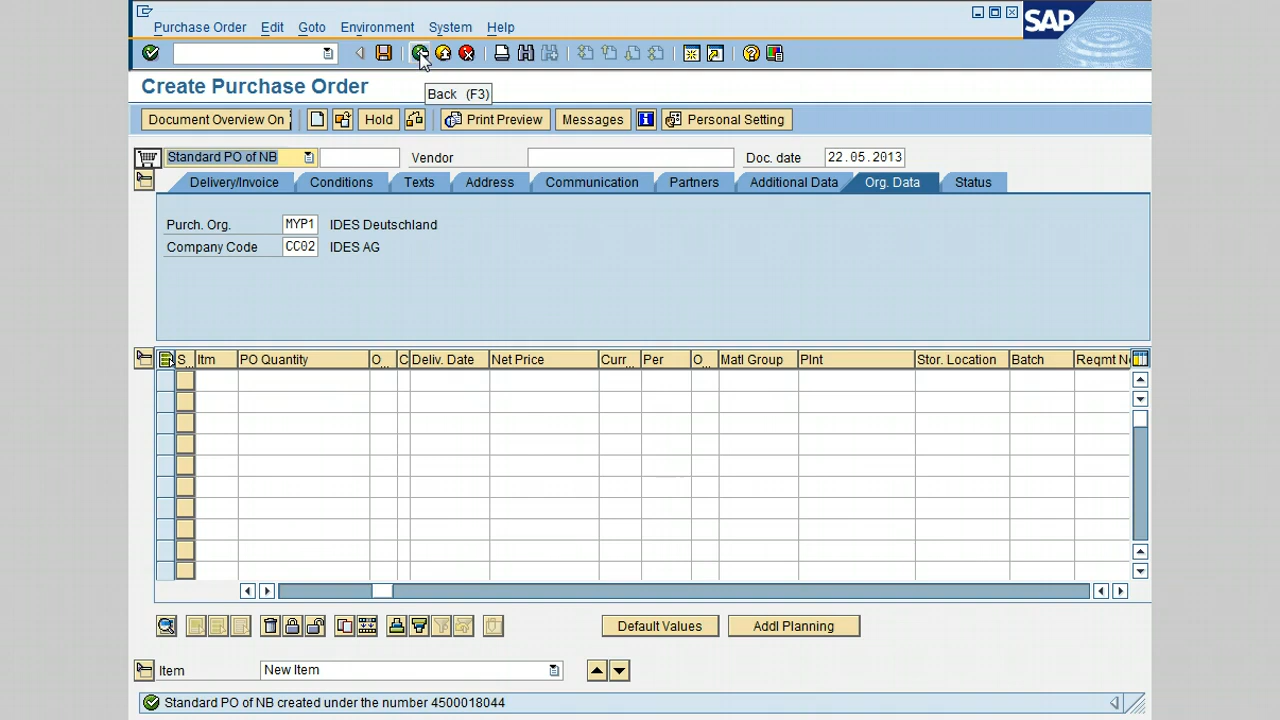 Purchase Order Edit Goto Environment System Help
SAP
Create Purchase Order
Back (F3)
Document Overview On Hold Print Preview Messages Personal Setting
Standard PO of NB Vendor Doc. date 22.05.2013
Delivery/Invoice Conditions Texts Address Communication Partners Additional Data Org. Data Status
Purch. Org. MYP1 IDES Deutschland
Company Code CC02 IDES AG
S... Itm PO Quantity O... C Deliv. Date Net Price Curr... Per O... Matl Group Plnt Stor. Location Batch Reqmt N
Default Values Addl Planning
Item New Item
Standard PO of NB created under the number 4500018044